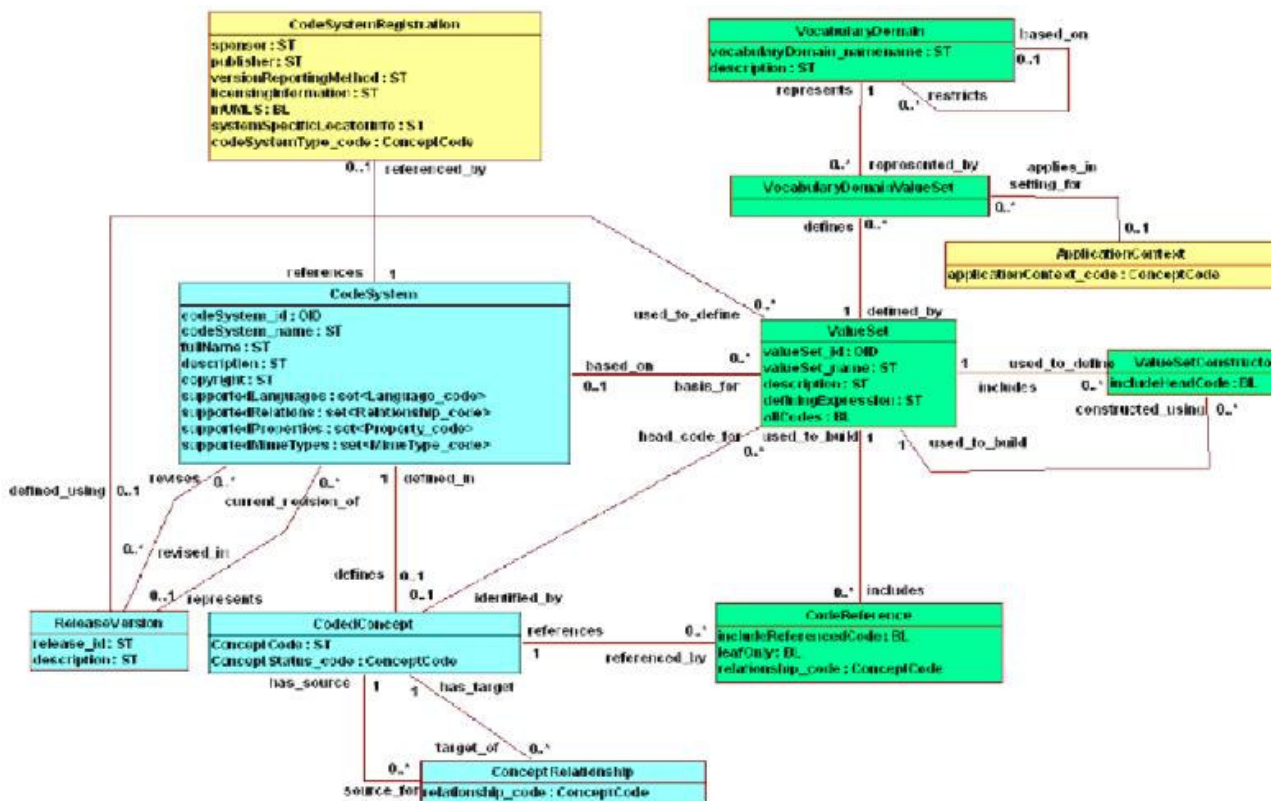 CodeSystemRegistration
sponsor : ST
publisher : ST
versionReportingMethod : ST
licensingInformation : ST
inUMLS : BL
systemSpecificLocatorInfo : ST
codeSystemType_code : ConceptCode
0..1
referenced_by
references
1
VocabularyDomain
vocabularyDomain_namename : ST
description : ST
based_on
0..1
represents
1
0..*
restricts
0..*
represented_by
VocabularyDomainValueSet
applies_in
setting_for
0..*
0..1
defines
0..*
ApplicationContext
applicationContext_code : ConceptCode
CodeSystem
codeSystem_id : OID
codeSystem_name : ST
fullName : ST
description : ST
copyright : ST
supportedLanguages : set<Language_code>
supportedRelations : set<Relationship_code>
supportedProperties : set<Property_code>
supportedMimeTypes : set<MimeType_code>
used_to_define
0..*
1
defined_by
based_on
0..*
0..1
basis_for
ValueSet
valueSet_id : OID
valueSet_name : ST
description : ST
definingExpression : ST
allCodes : BL
1
used_to_define
includes
0..*
ValueSetConstructo
includeHeadCode : BL
constructed_using
0..*
head_code_for
0..*
used_to_build
1
1
used_to_build
defined_using
0..1
revises
0..*
0..*
current_revision_of
1
defined_in
0..*
revised_in
0..1
represents
defines
0..1
0..1
identified_by
0..*
includes
ReleaseVersion
release_id : ST
description : ST
CodedConcept
ConceptCode : ST
ConceptStatus_code : ConceptCode
references
1
0..*
referenced_by
CodeReference
includeReferencedCode : BL
leafOnly : BL
relationship_code : ConceptCode
has_source
1
1
has_target
target_of
0..*
0..*
source_for
ConceptRelationship
relationship_code : ConceptCode